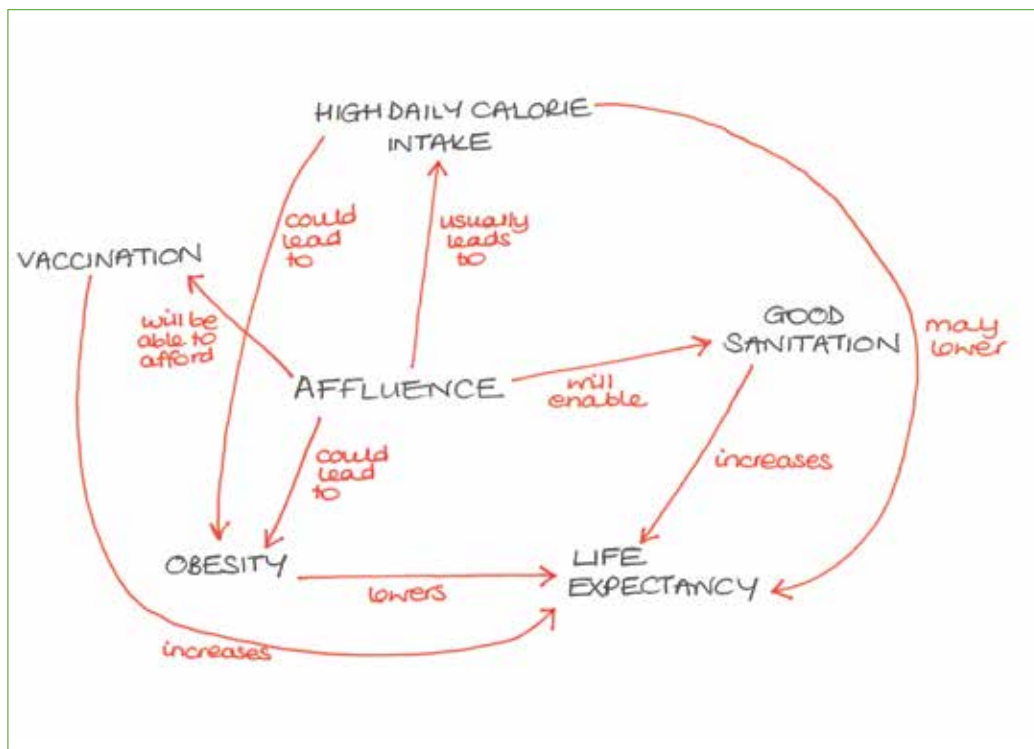 HIGH DAILY CALORIE
INTAKE
could
lead
to
usually
leads
to
VACCINATION
will be
able to
afford
GOOD
SANITATION
may
lower
AFFLUENCE
will
enable
could
lead
to
increases
OBESITY
lowers
LIFE
EXPECTANCY
increases